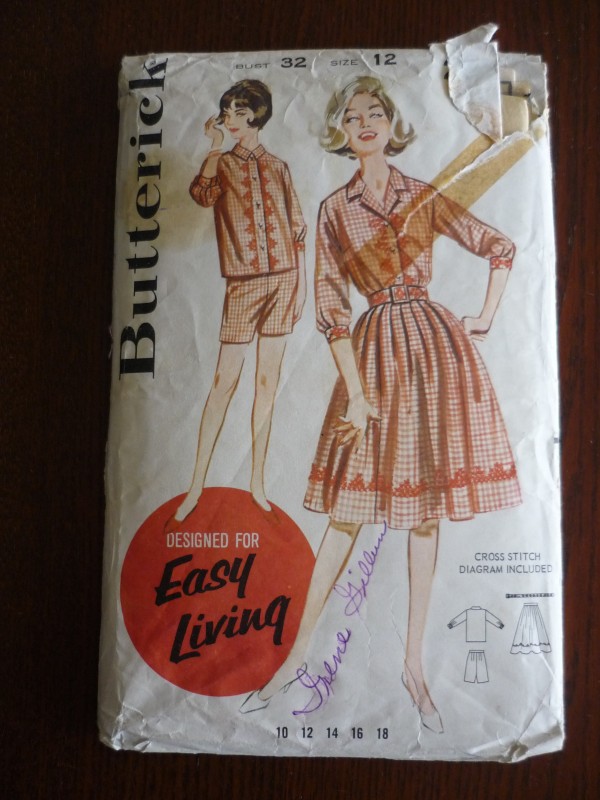 BUST 32 SIZE 12
Butterick
DESIGNED FOR
Easy
Living
Irene Gillum
CROSS STITCH
DIAGRAM INCLUDED
10 12 14 16 18